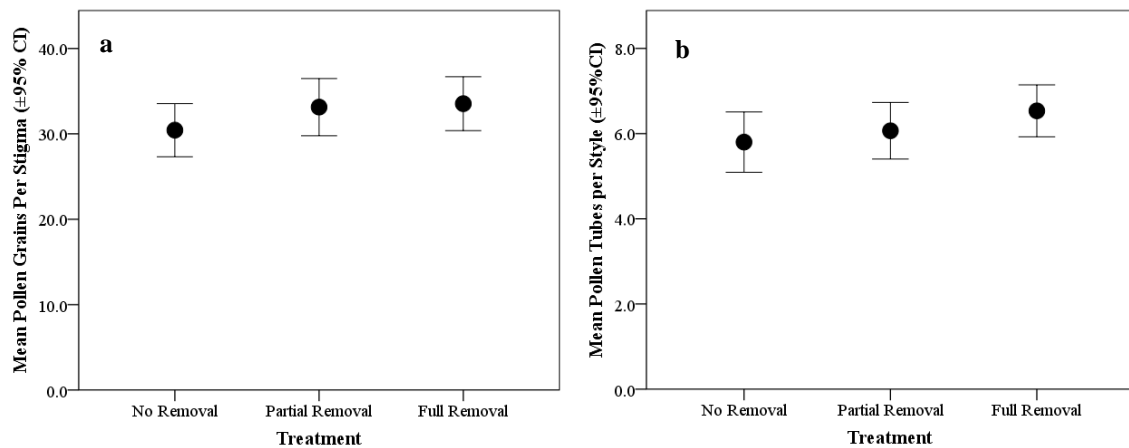 a
Mean Pollen Grains Per Stigma (±95% CI)
40.0
30.0
20.0
10.0
0.0
No Removal Partial Removal Full Removal
Treatment
b
Mean Pollen Tubes per Style (±95%CI)
8.0
6.0
4.0
2.0
0.0
No Removal Partial Removal Full Removal
Treatment